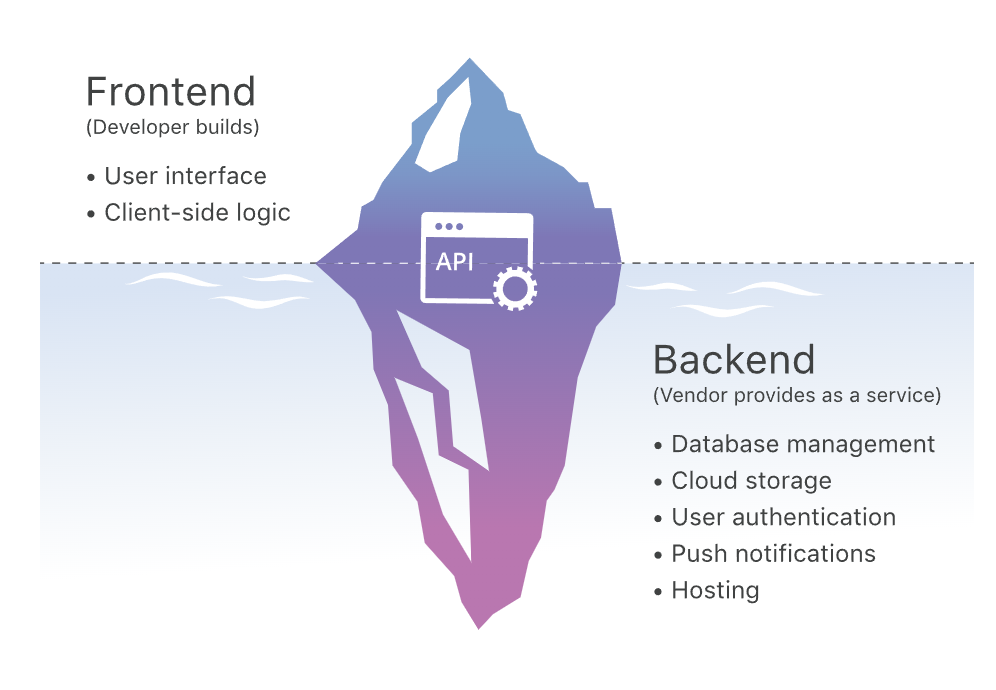 Frontend
(Developer builds)
• User interface
• Client-side logic
API
Backend
(Vendor provides as a service)
• Database management
• Cloud storage
• User authentication
• Push notifications
• Hosting